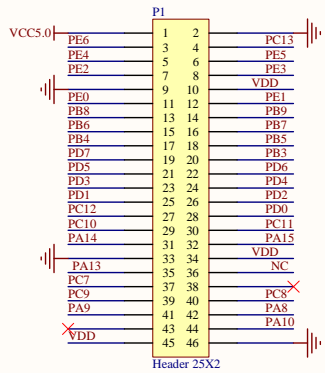 P1
VCC5.0 1 2
PE6 3 4 PC13
PE4 5 6 PE5
PE2 7 8 PE3
9 10 VDD
PE0 11 12 PE1
PB8 13 14 PB9
PB6 15 16 PB7
PB4 17 18 PB5
PD7 19 20 PB3
PD5 21 22 PD6
PD3 23 24 PD4
PD1 25 26 PD2
PC12 27 28 PD0
PC10 29 30 PC11
PA14 31 32 PA15
33 34 VDD
PA13 35 36 NC
PC7 37 38
PC9 39 40 PC8
PA9 41 42 PA8
43 44 PA10
VDD 45 46
Header 25X2